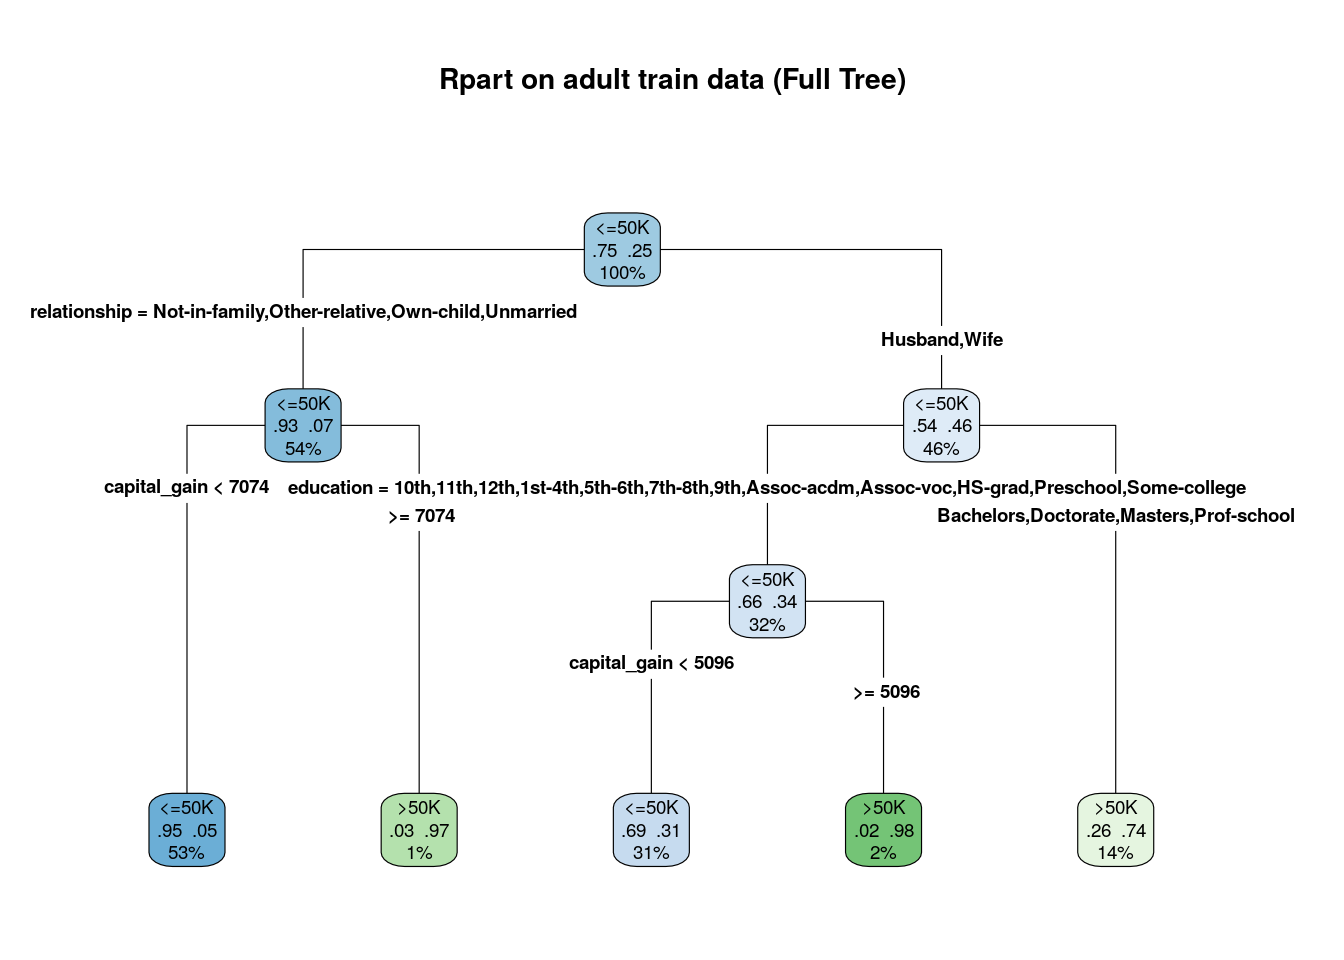 Rpart on adult train data (Full Tree)
<=50K
.75 .25
100%
relationship = Not-in-family,Other-relative,Own-child,Unmarried
Husband,Wife
<=50K
.93 .07
54%
<=50K
.54 .46
46%
capital_gain < 7074
education = 10th,11th,12th,1st-4th,5th-6th,7th-8th,9th,Assoc-acdm,Assoc-voc,HS-grad,Preschool,Some-college
>= 7074
Bachelors,Doctorate,Masters,Prof-school
<=50K
.66 .34
32%
capital_gain < 5096
>= 5096
<=50K
.95 .05
53%
>50K
.03 .97
1%
<=50K
.69 .31
31%
>50K
.02 .98
2%
>50K
.26 .74
14%